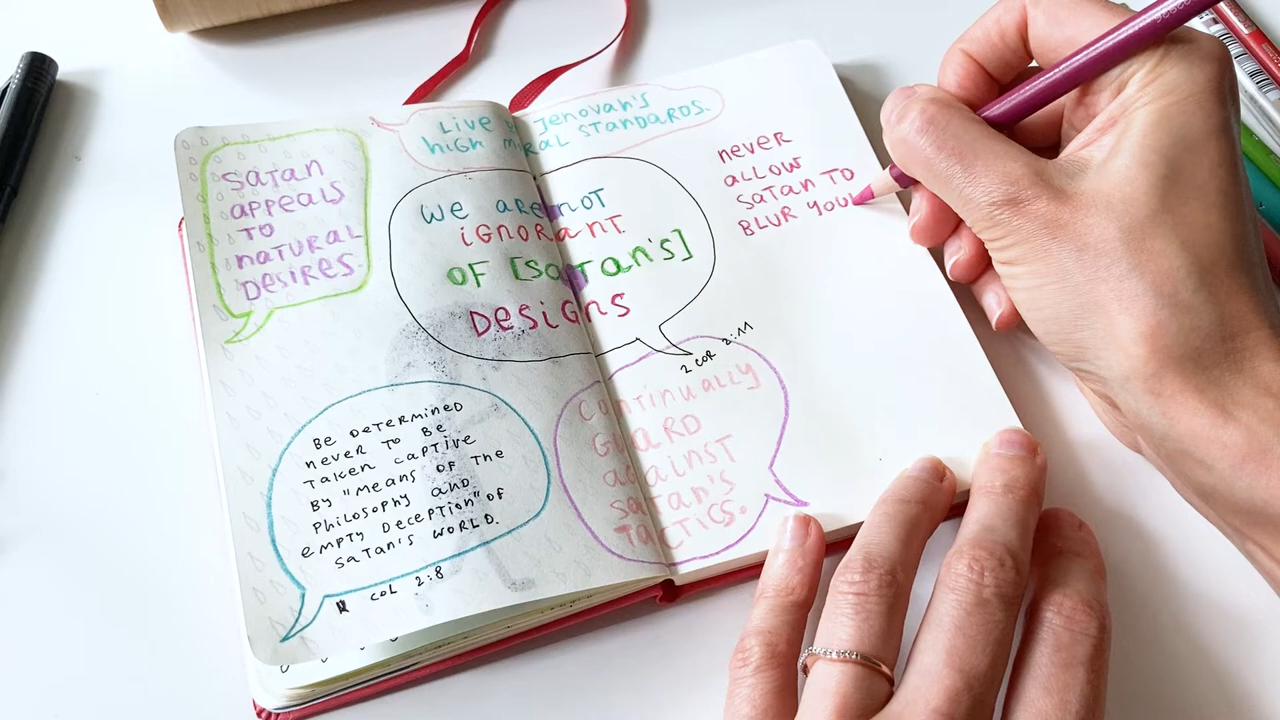 Live by Jenovah's
high moral standards.
satan
appeals
to
natural
desires.
we are not
ignorant
of [satan's]
designs
2 cor 2:11
never
allow
satan to
blur your
Be determined
never to be
taken captive
by "means of the
philosophy and
empty deception" of
satan's world.
col 2:8
continually
guard
against
satan's
tactics.